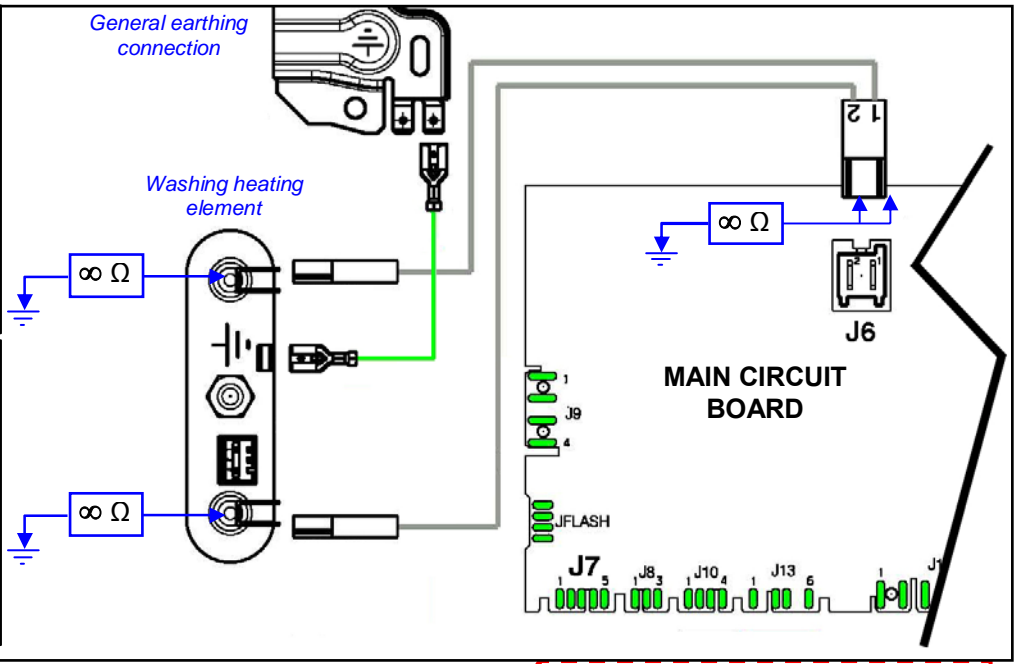 General earthing
connection
2 1
Washing heating
element
∞ Ω
∞ Ω
2 1
J6
MAIN CIRCUIT
BOARD
1
J9
4
∞ Ω
JFLASH
J7
1 5
J8
1 3
J10
1 4
J13
1 6
J1
1